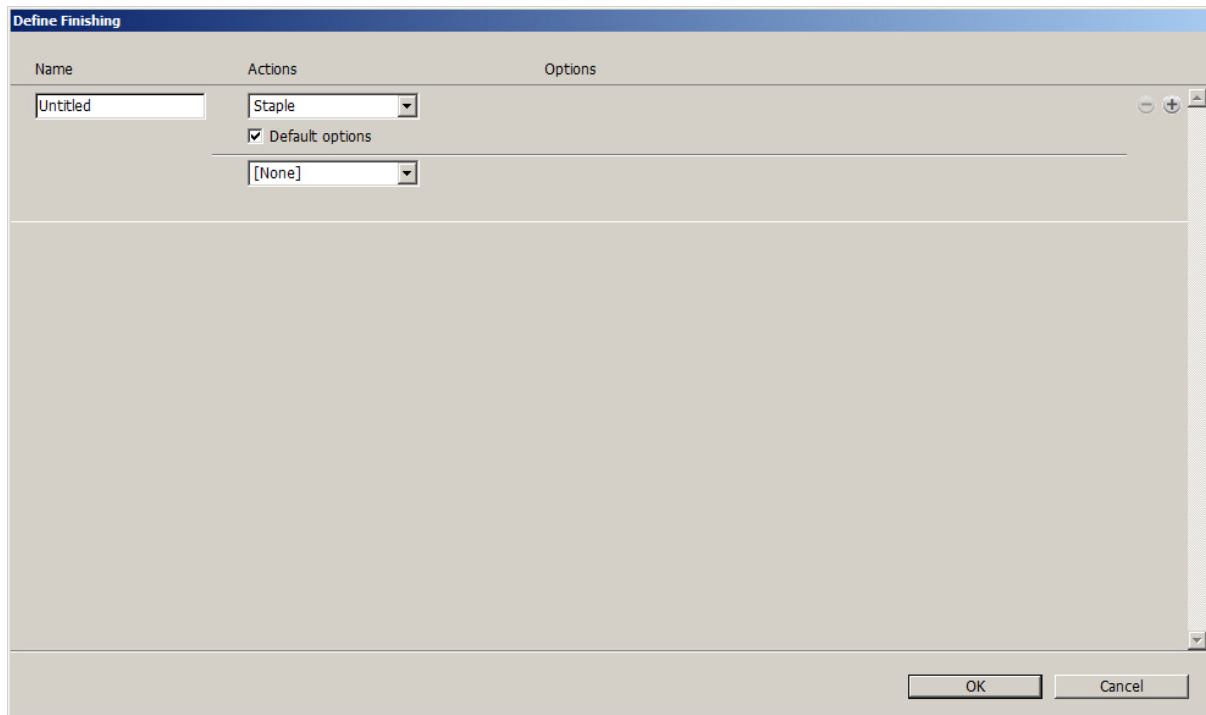 Define Finishing
Name Actions Options
Untitled Staple
Default options
[None]
OK Cancel